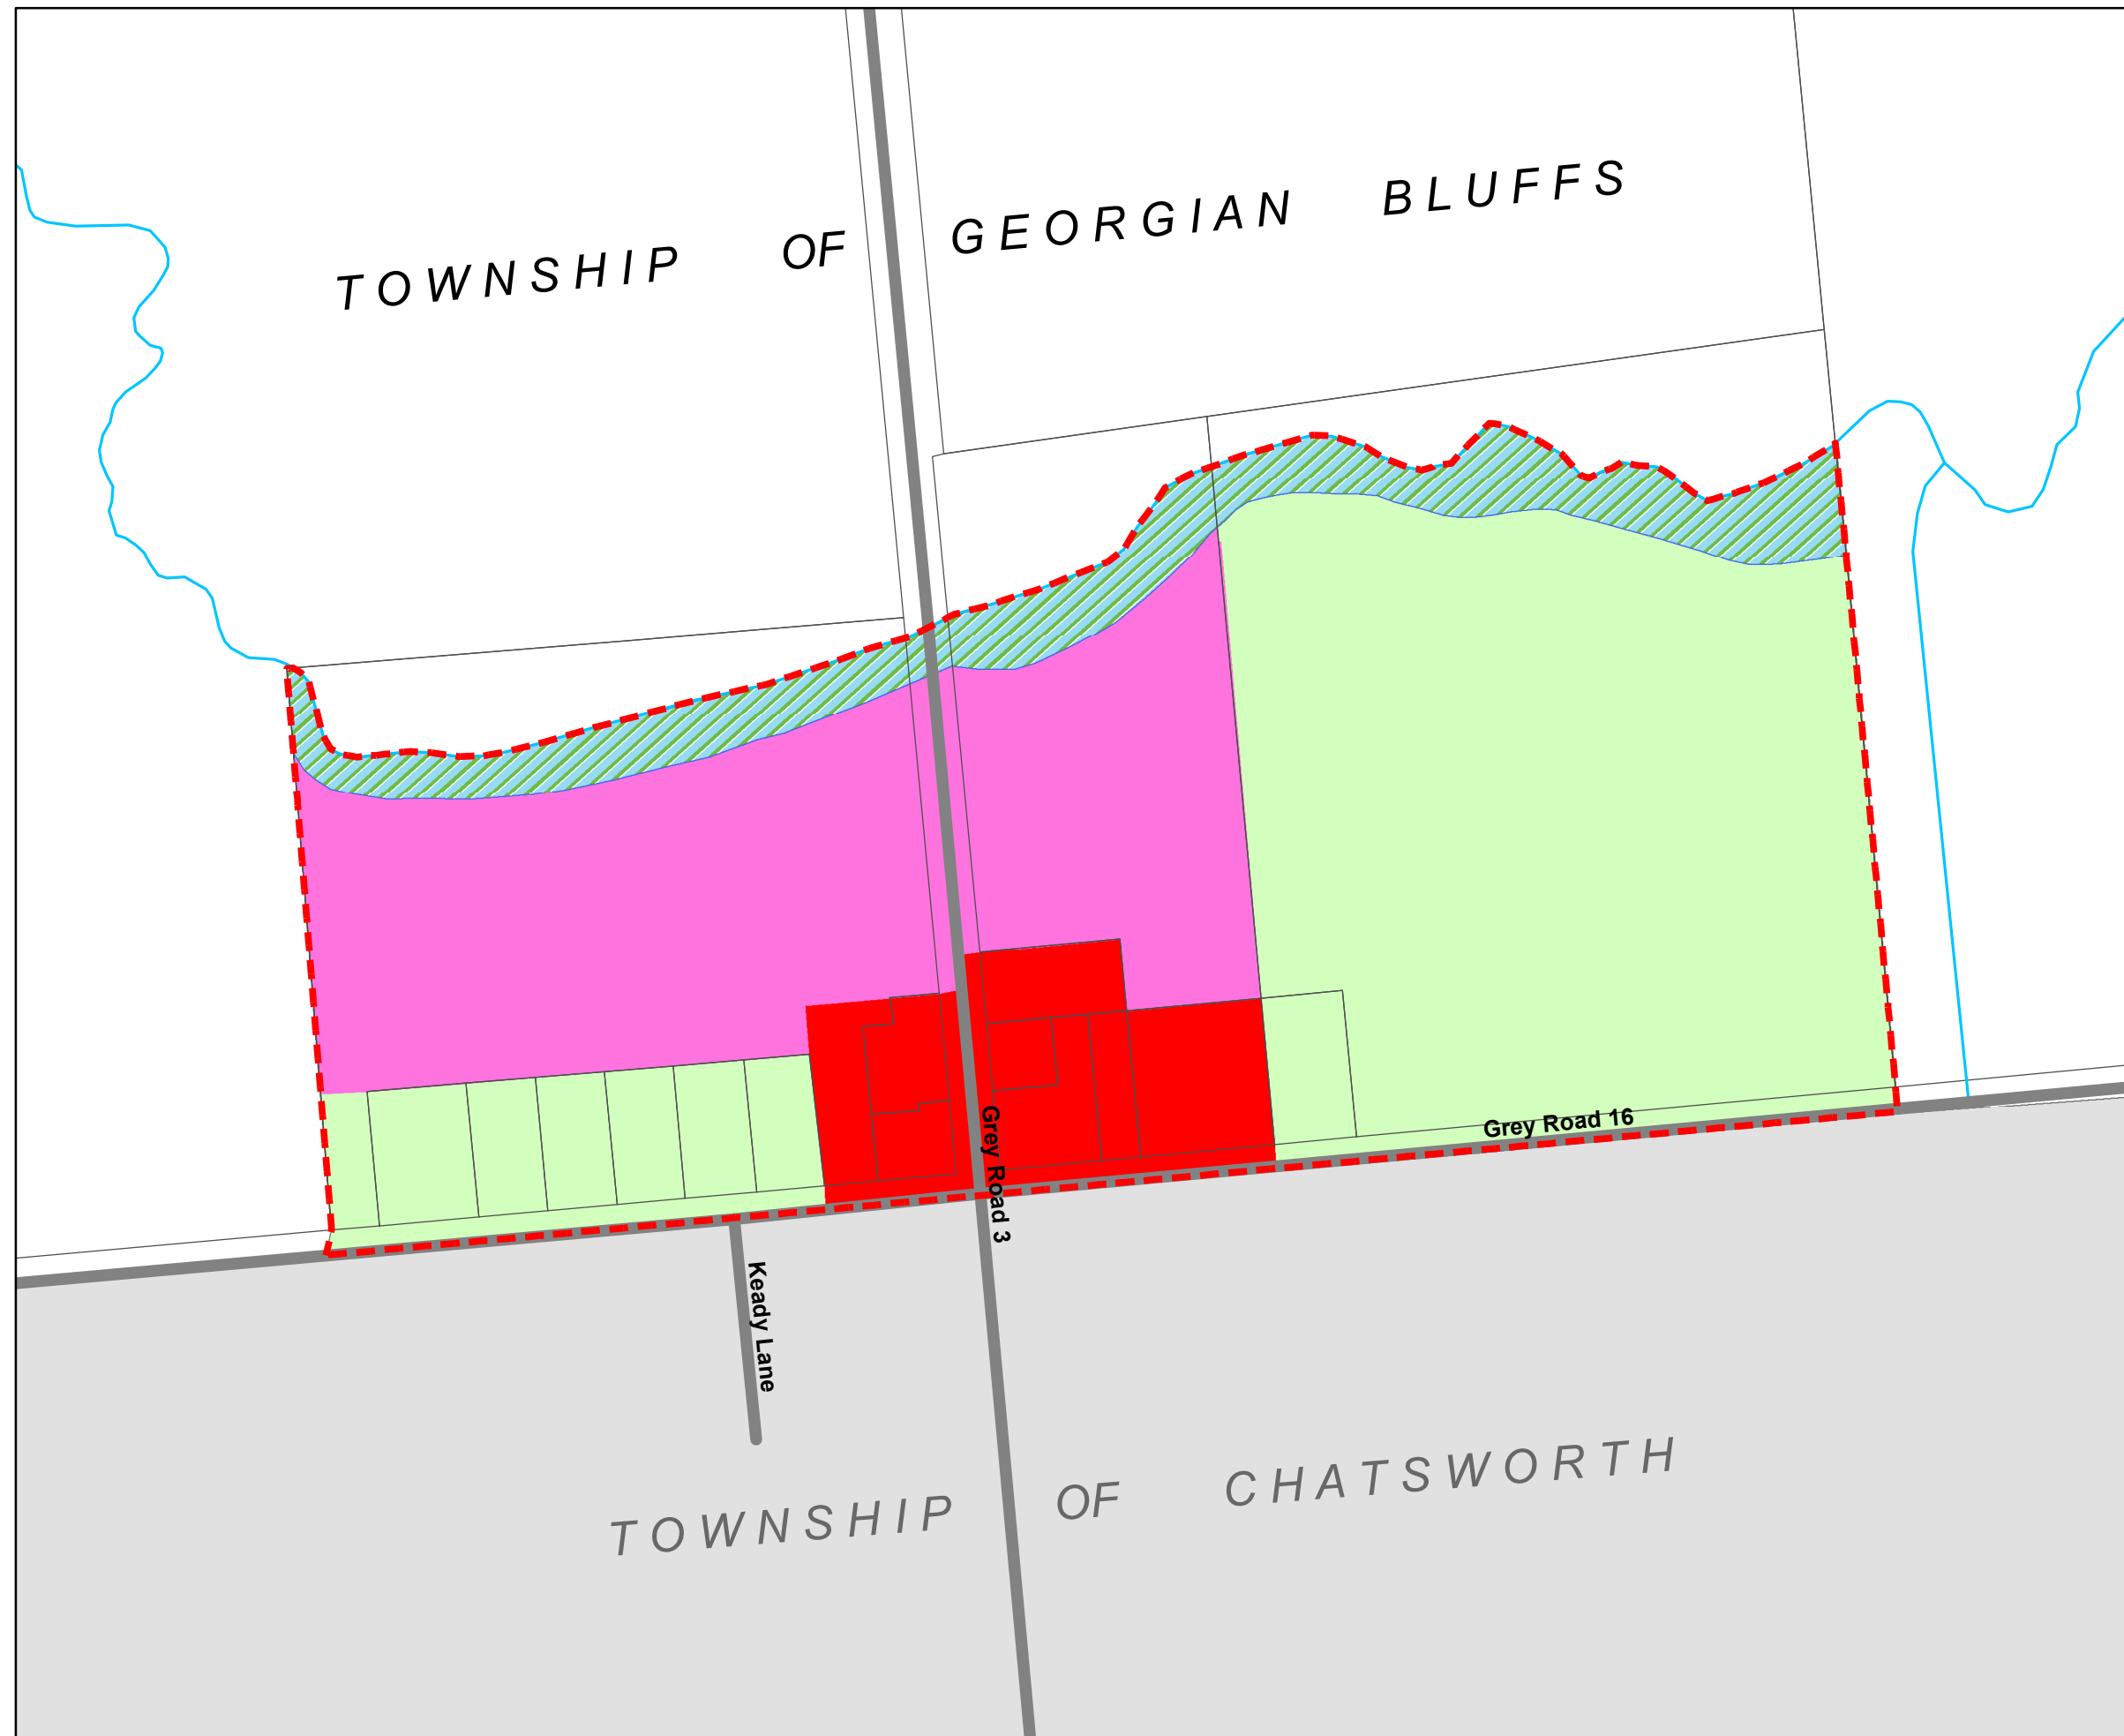 TOWNSHIP OF GEORGIAN BLUFFS
Grey Road 16
Grey Road 3
Keady Lane
TOWNSHIP OF CHATSWORTH